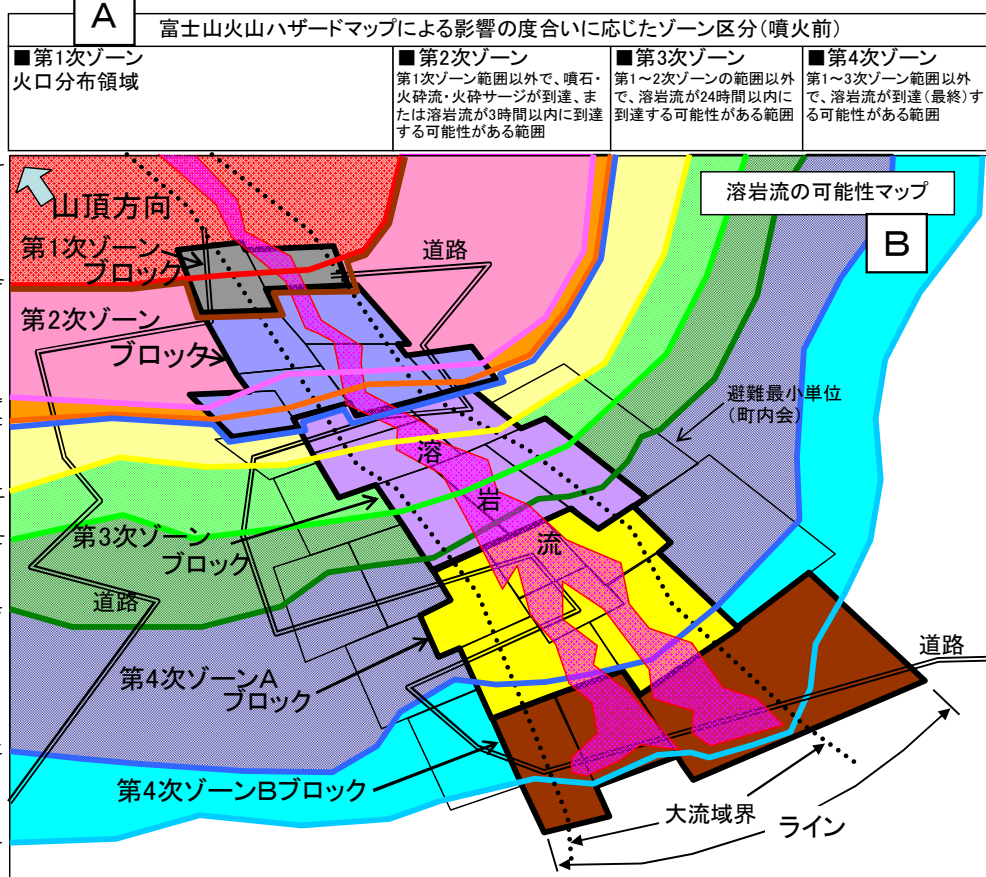 A
富士山火山ハザードマップによる影響の度合いに応じたゾーン区分(噴火前)
■第1次ゾーン
火口分布領域
■第2次ゾーン
第1次ゾーン範囲以外で、噴石・
火砕流・火砕サージが到達、ま
たは溶岩流が3時間以内に到達
する可能性がある範囲
■第3次ゾーン
第1~2次ゾーンの範囲以外
で、溶岩流が24時間以内に
到達する可能性がある範囲
■第4次ゾーン
第1~3次ゾーン範囲以外
で、溶岩流が到達(最終)す
る可能性がある範囲
溶岩流の可能性マップ
B
山頂方向
第1次ゾーン
ブロック
道路
第2次ゾーン
ブロック
避難最小単位
(町内会)
溶
岩
流
第3次ゾーン
ブロック
道路
第4次ゾーンA
ブロック
道路
第4次ゾーンBブロック
大流域界
ライン